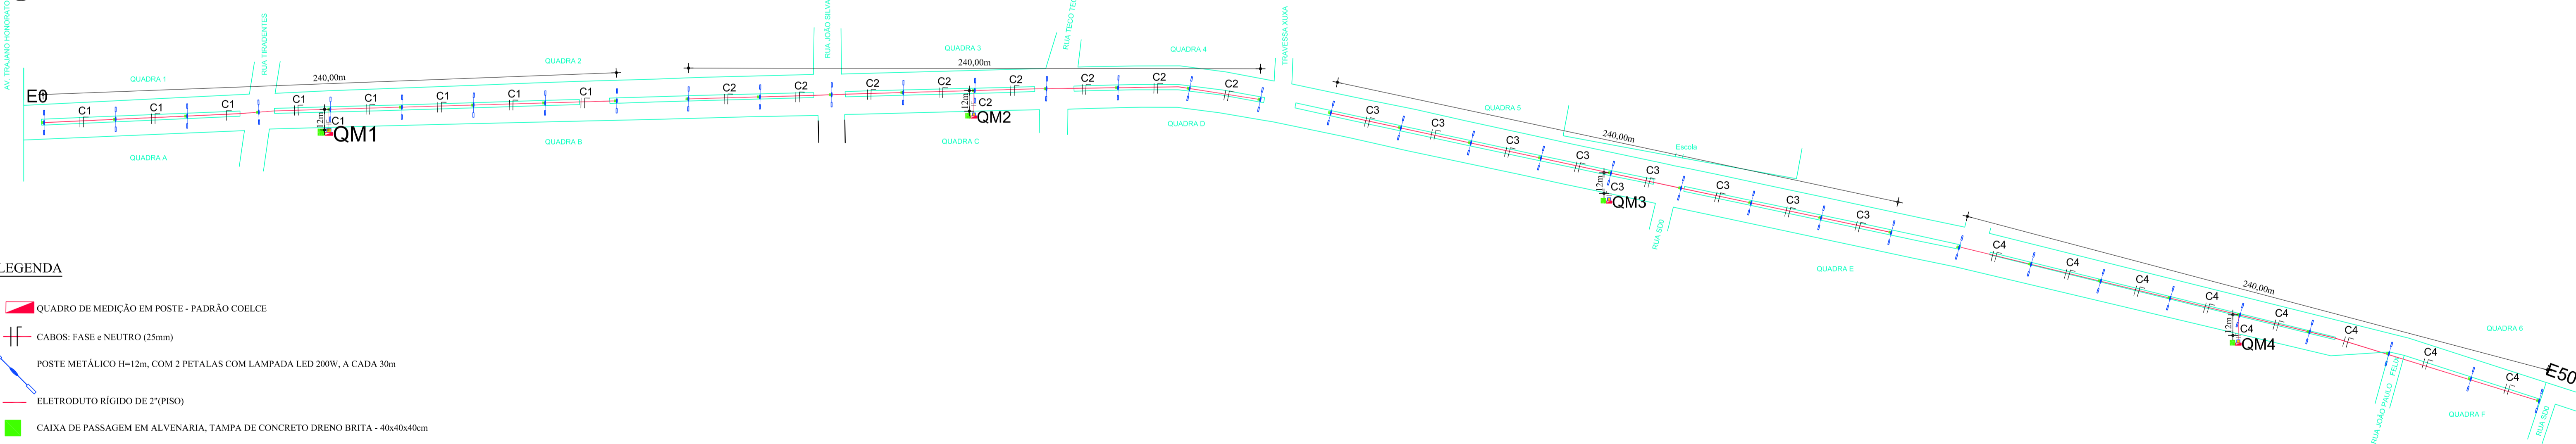 AV. TRAJANO HONORATO
E0
QUADRA 1
RUA TIRADENTES
240,00m
QUADRA 2
RUA JOÃO SILVA
QUADRA 3
240,00m
RUA TECO
QUADRA 4
TRAVESSA XUXA
QUADRA 5
240,00m
Escola
240,00m
QUADRA 6
E50
C1
C1
C1
C1
C1
C1
C1
C1
C2
C2
C2
C2
C2
C2
C2
C2
C3
C3
C3
C3
C3
C3
C3
C3
C4
C4
C4
C4
C4
C4
C4
C4
12m
C1
QM1
12m
C2
QM2
12m
C3
QM3
12m
C4
QM4
QUADRA A
QUADRA B
QUADRA C
QUADRA D
RUA SD0
QUADRA E
RUA JOÃO PAULO
QUADRA F
RUA SD0
LEGENDA
QUADRO DE MEDIÇÃO EM POSTE - PADRÃO COELCE
CABOS: FASE e NEUTRO (25mm)
POSTE METÁLICO H=12m, COM 2 PETALAS COM LAMPADA LED 200W, A CADA 30m
ELETRODUTO RÍGIDO DE 2"(PISO)
CAIXA DE PASSAGEM EM ALVENARIA, TAMPA DE CONCRETO DRENO BRITA - 40x40x40cm